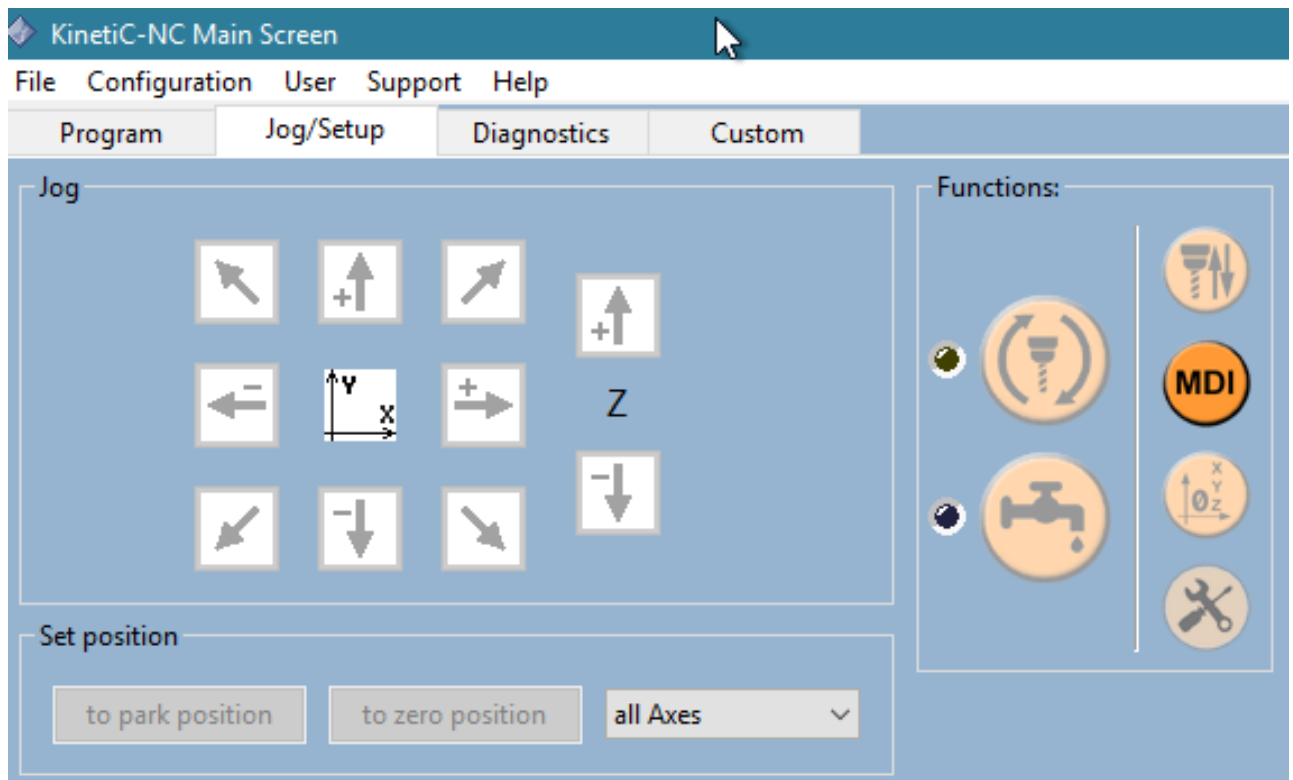 KinetiC-NC Main Screen
File Configuration User Support Help
Program Jog/Setup Diagnostics Custom
Jog
+
+
- Y X + Z
-
-
Functions:
MDI
X
Y
0 Z
Set position
to park position to zero position all Axes